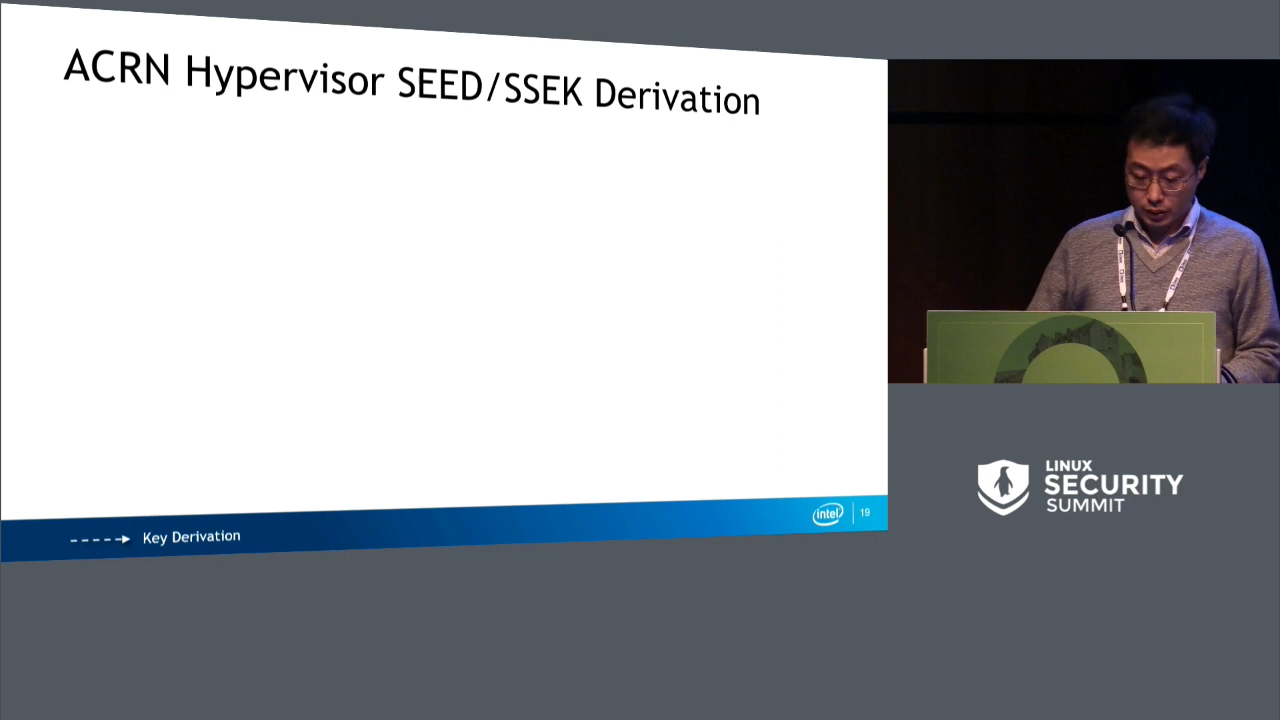 ACRN Hypervisor SEED/SSEK Derivation
Key Derivation
intel
19
LINUX
SECURITY
SUMMIT